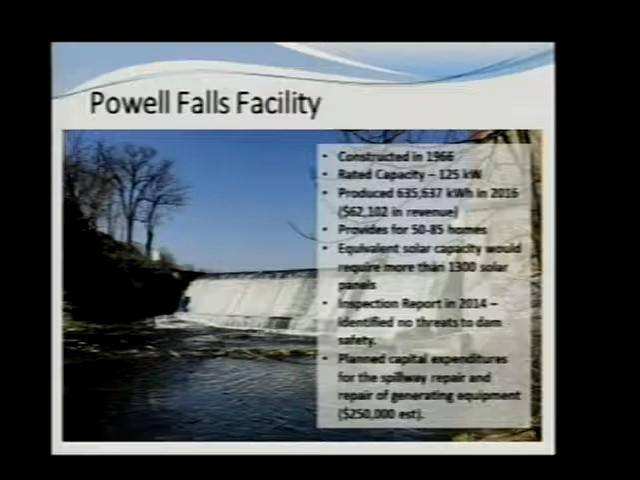 Powell Falls Facility
• Constructed in 1966
• Rated Capacity – 125 kW
• Produced 635,637 kWh in 2016
($62,102 in revenue)
• Provides for 50-85 homes
• Equivalent solar capacity would
require more than 1300 solar
panels
• Inspection Report in 2014 –
identified no threats to dam
safety.
• Planned capital expenditures
for the spillway repair and
repair of generating equipment
($250,000 est).